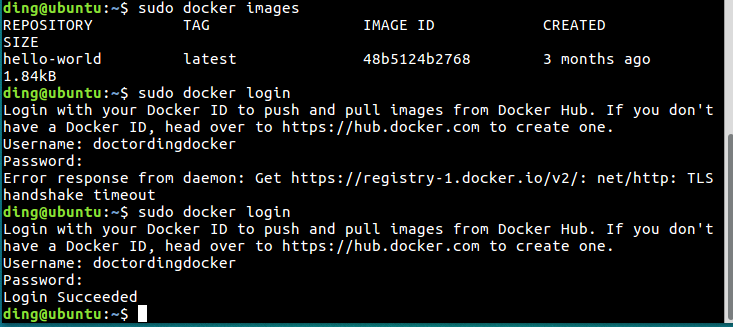 ding@ubuntu:~$ sudo docker images
REPOSITORY          TAG                 IMAGE ID            CREATED
SIZE
hello-world         latest              48b5124b2768        3 months ago
1.84kB
ding@ubuntu:~$ sudo docker login
Login with your Docker ID to push and pull images from Docker Hub. If you don't
have a Docker ID, head over to https://hub.docker.com to create one.
Username: doctordingdocker
Password:
Error response from daemon: Get https://registry-1.docker.io/v2/: net/http: TLS
handshake timeout
ding@ubuntu:~$ sudo docker login
Login with your Docker ID to push and pull images from Docker Hub. If you don't
have a Docker ID, head over to https://hub.docker.com to create one.
Username: doctordingdocker
Password:
Login Succeeded
ding@ubuntu:~$